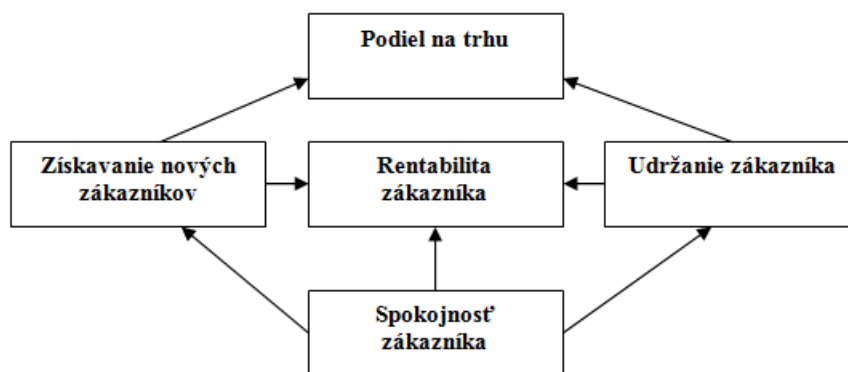 Podiel na trhu
Získavanie nových
zákazníkov
Rentabilita
zákazníka
Udržanie zákazníka
Spokojnosť
zákazníka